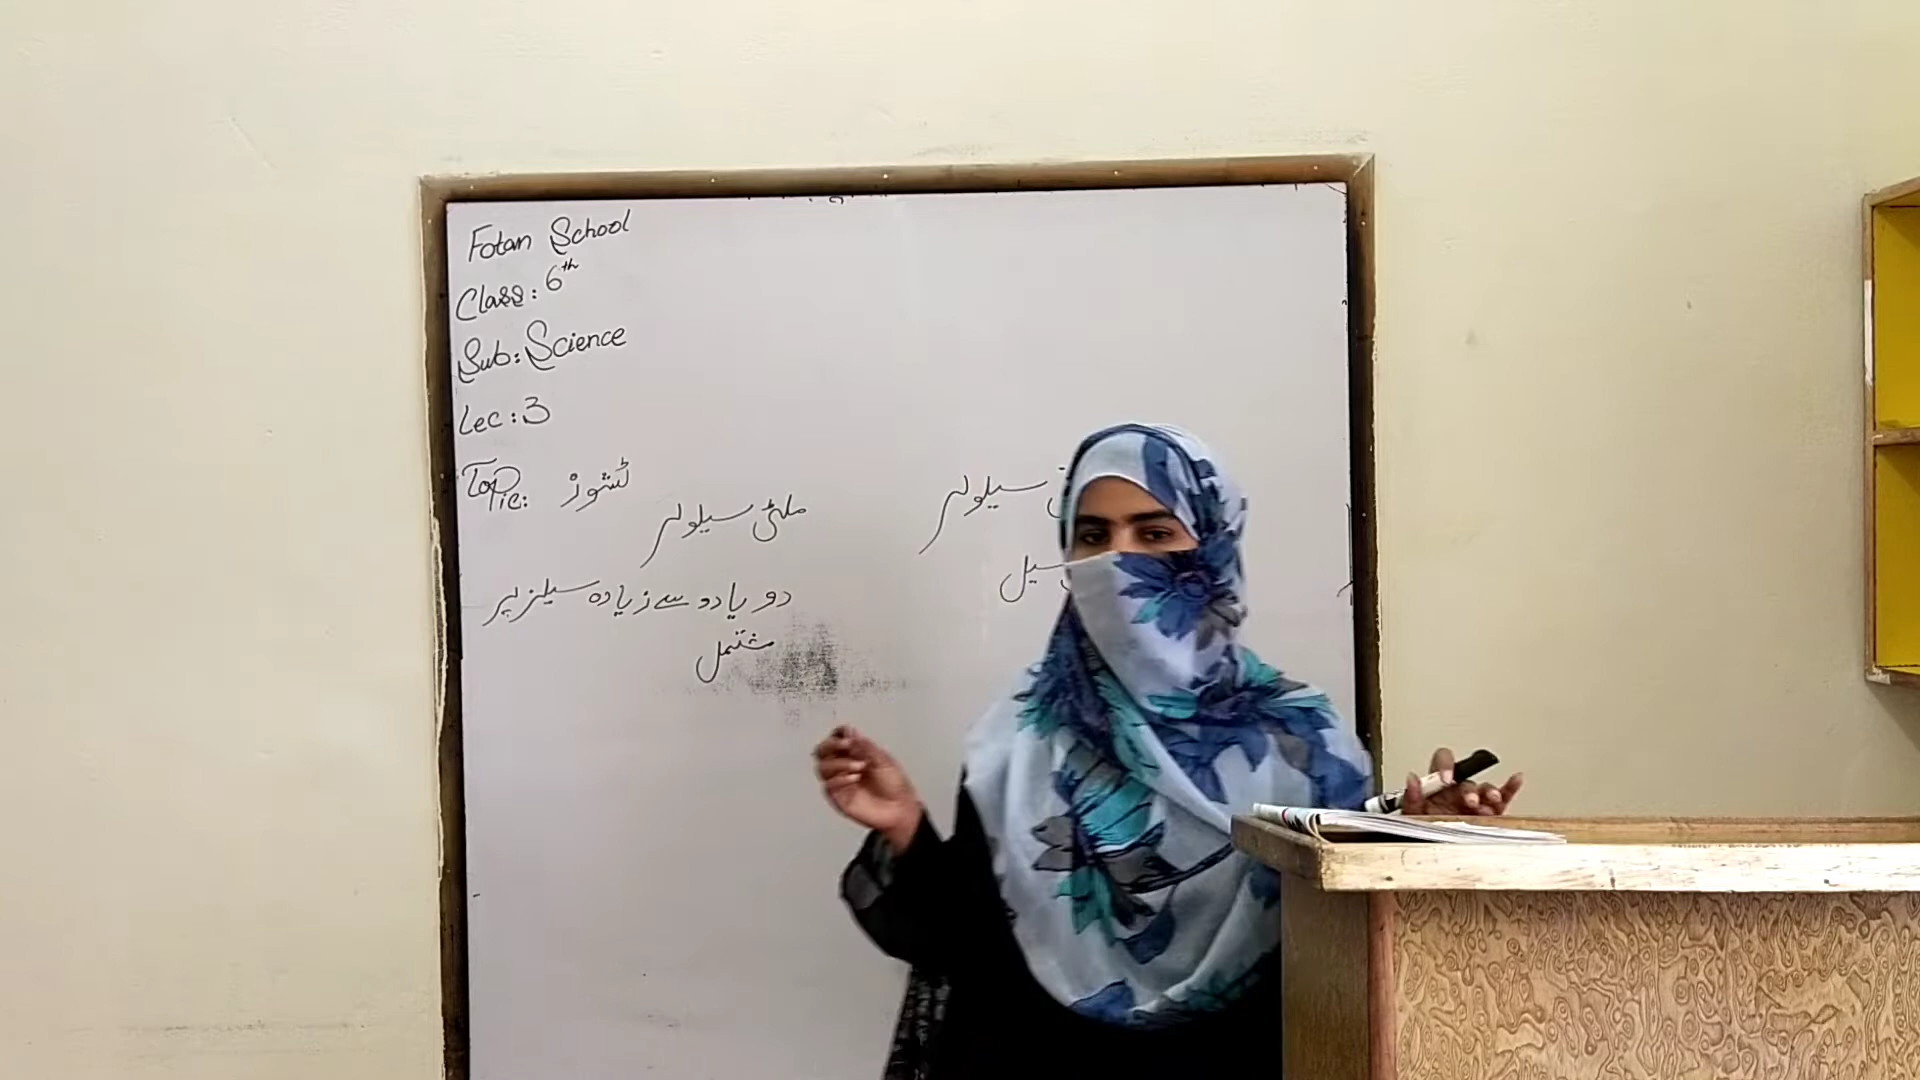 Fotan School
Class: 6th
Sub: Science
Lec: 3
Topic: ٹشوز
سیلولر
ملٹی سیلولر
سیل
دو یا دو سے زیادہ سیلز پر
مشتمل